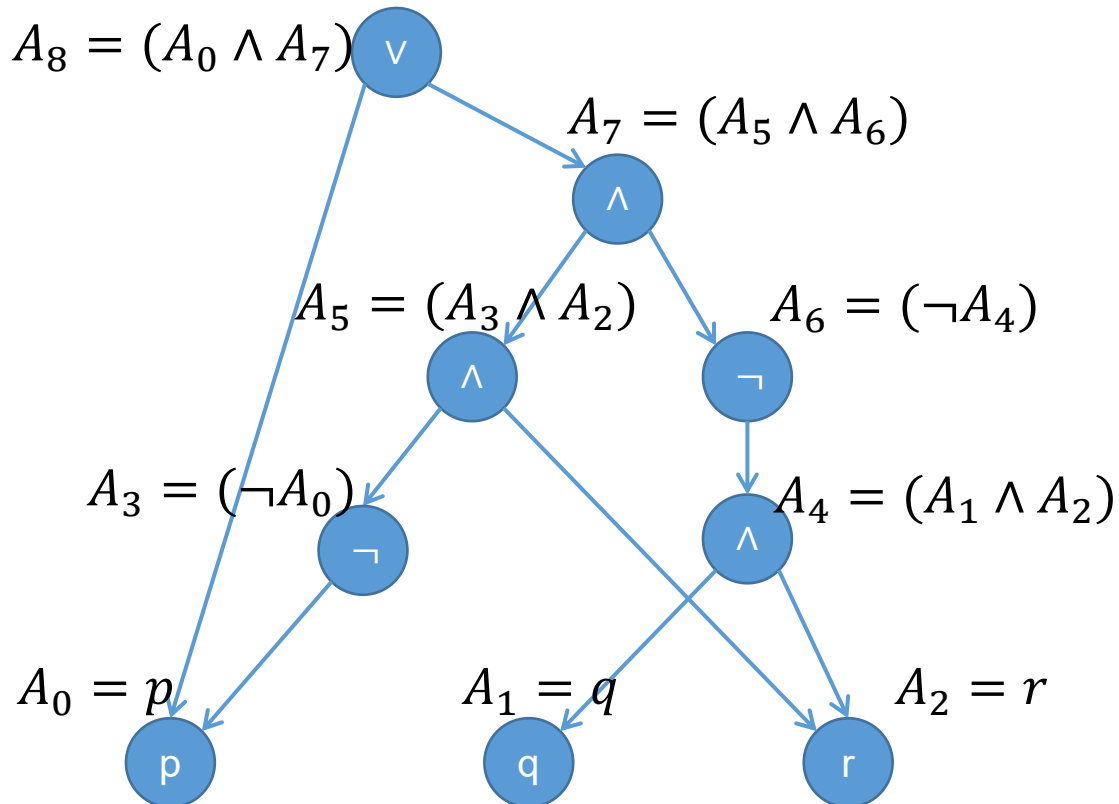 A₈ = (A₀ ∧ A₇)
∨
A₇ = (A₅ ∧ A₆)
∧
A₅ = (A₃ ∧ A₂)
A₆ = (¬A₄)
∧
¬
A₃ = (¬A₀)
A₄ = (A₁ ∧ A₂)
¬
∧
A₀ = p
A₁ = q
A₂ = r
p
q
r